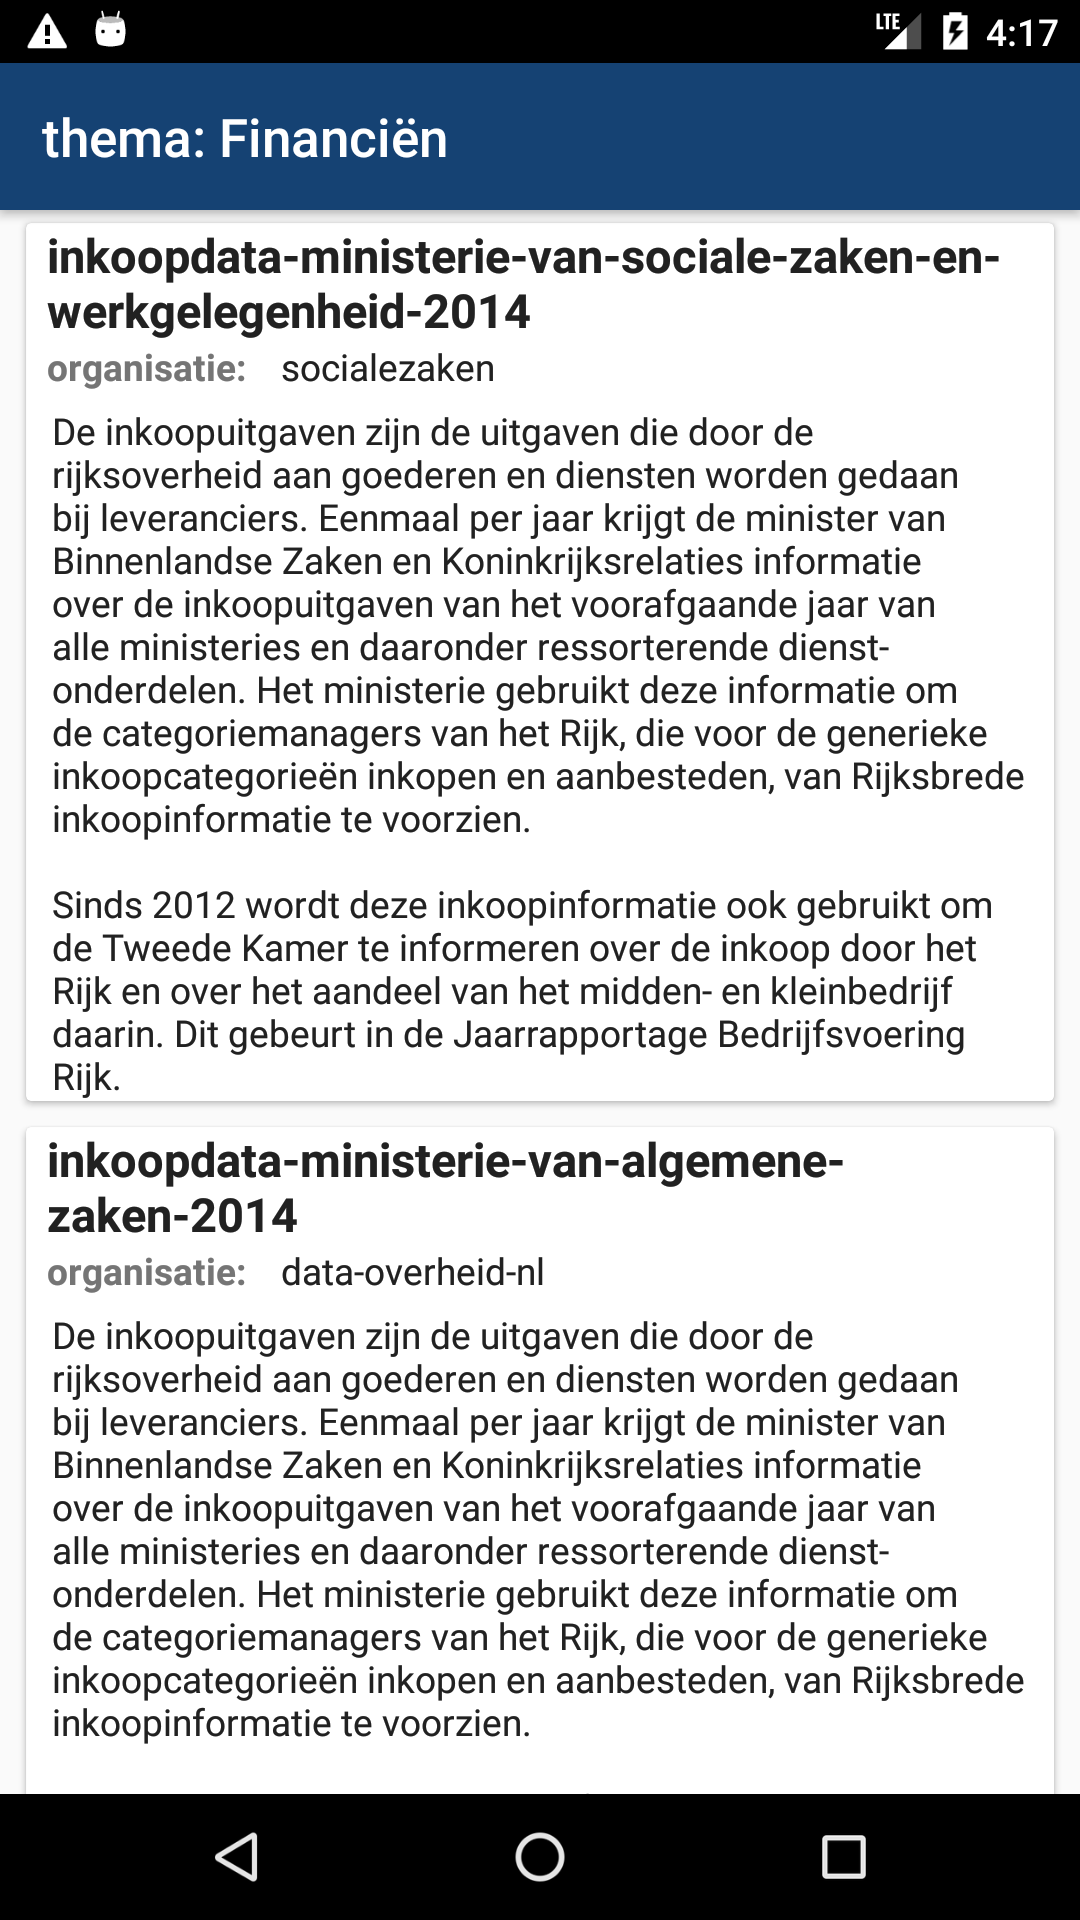 LTE 4:17
thema: Financiën
inkoopdata-ministerie-van-sociale-zaken-en-
werkgelegenheid-2014
organisatie: socialezaken
De inkoopuitgaven zijn de uitgaven die door de
rijksoverheid aan goederen en diensten worden gedaan
bij leveranciers. Eenmaal per jaar krijgt de minister van
Binnenlandse Zaken en Koninkrijksrelaties informatie
over de inkoopuitgaven van het voorafgaande jaar van
alle ministeries en daaronder ressorterende dienst-
onderdelen. Het ministerie gebruikt deze informatie om
de categoriemanagers van het Rijk, die voor de generieke
inkoopcategorieën inkopen en aanbesteden, van Rijksbrede
inkoopinformatie te voorzien.
Sinds 2012 wordt deze inkoopinformatie ook gebruikt om
de Tweede Kamer te informeren over de inkoop door het
Rijk en over het aandeel van het midden- en kleinbedrijf
daarin. Dit gebeurt in de Jaarrapportage Bedrijfsvoering
Rijk.
inkoopdata-ministerie-van-algemene-
zaken-2014
organisatie: data-overheid-nl
De inkoopuitgaven zijn de uitgaven die door de
rijksoverheid aan goederen en diensten worden gedaan
bij leveranciers. Eenmaal per jaar krijgt de minister van
Binnenlandse Zaken en Koninkrijksrelaties informatie
over de inkoopuitgaven van het voorafgaande jaar van
alle ministeries en daaronder ressorterende dienst-
onderdelen. Het ministerie gebruikt deze informatie om
de categoriemanagers van het Rijk, die voor de generieke
inkoopcategorieën inkopen en aanbesteden, van Rijksbrede
inkoopinformatie te voorzien.